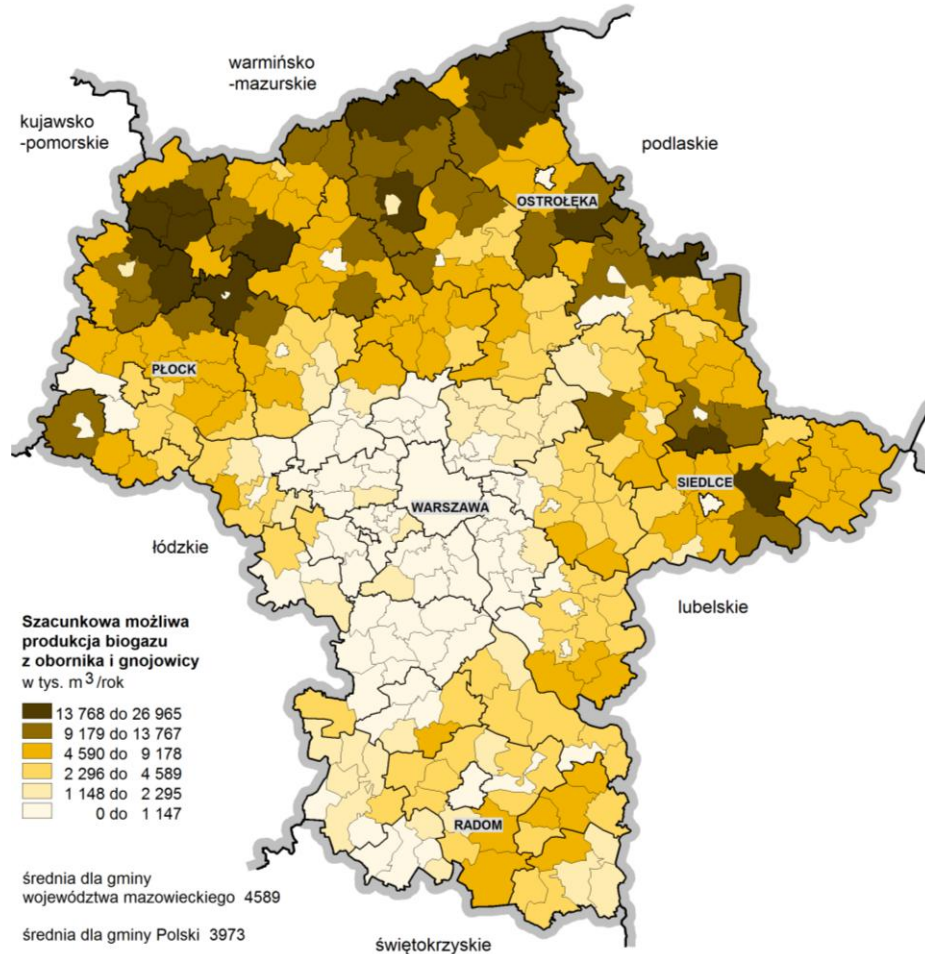 warmińsko
-mazurskie
kujawsko
-pomorskie
podlaskie
OSTROŁĘKA
PŁOCK
SIEDLCE
WARSZAWA
łódzkie
lubelskie
Szacunkowa możliwa
produkcja biogazu
z obornika i gnojowicy
w tys. m³/rok
13 768 do 26 965
9 179 do 13 767
4 590 do 9 178
2 296 do 4 589
1 148 do 2 295
0 do 1 147
RADOM
średnia dla gminy
województwa mazowieckiego 4589
średnia dla gminy Polski 3973
świętokrzyskie